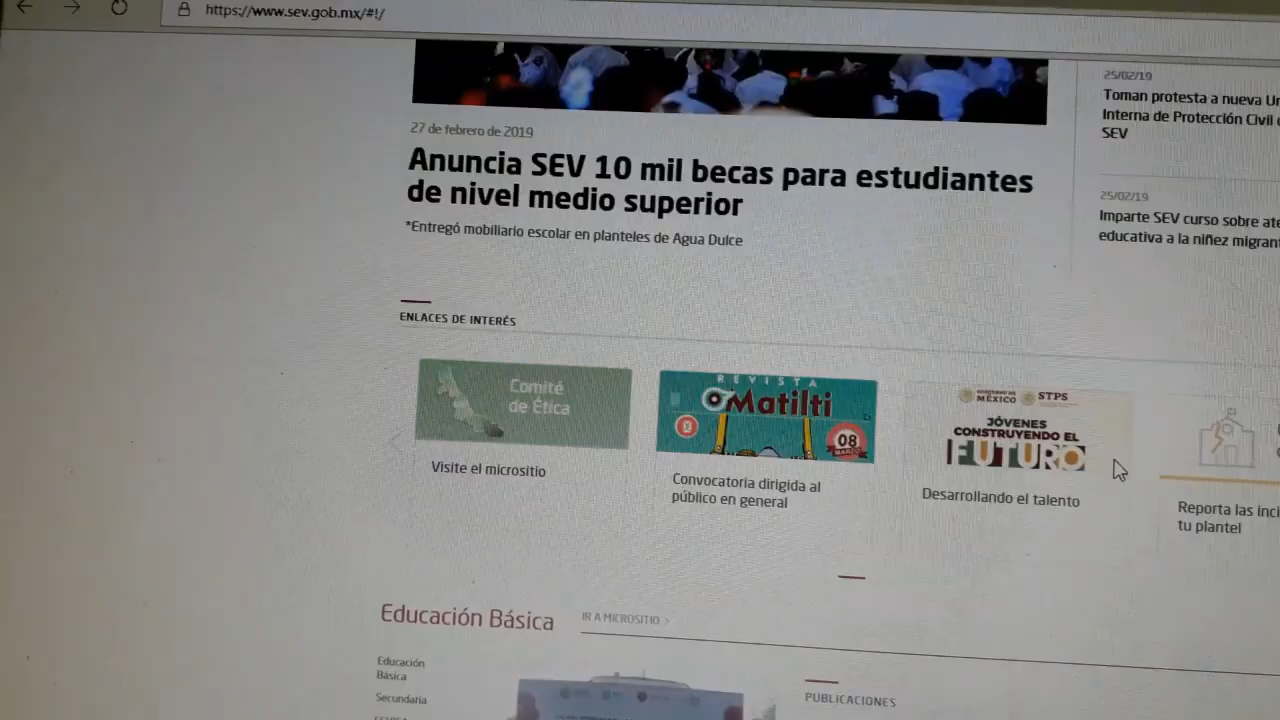 https://www.sev.gob.mx/#!/
27 de febrero de 2019
Anuncia SEV 10 mil becas para estudiantes
de nivel medio superior
*Entregó mobiliario escolar en planteles de Agua Dulce
25/02/19
Toman protesta a nueva
Interna de Protección Civil
SEV
25/02/19
Imparte SEV curso sobre
educativa a la niñez
ENLACES DE INTERÉS
Comité
de Ética
Visite el micrositio
REVISTA
Matilti
08
MARZO
Convocatoria dirigida al
público en general
GOBIERNO DE
MÉXICO
STPS
JÓVENES
CONSTRUYENDO EL
FUTURO
Desarrollando el talento
Reporta las
tu plantel
Educación Básica
IR A MICROSITIO >
Educación
Básica
Secundaria
PUBLICACIONES